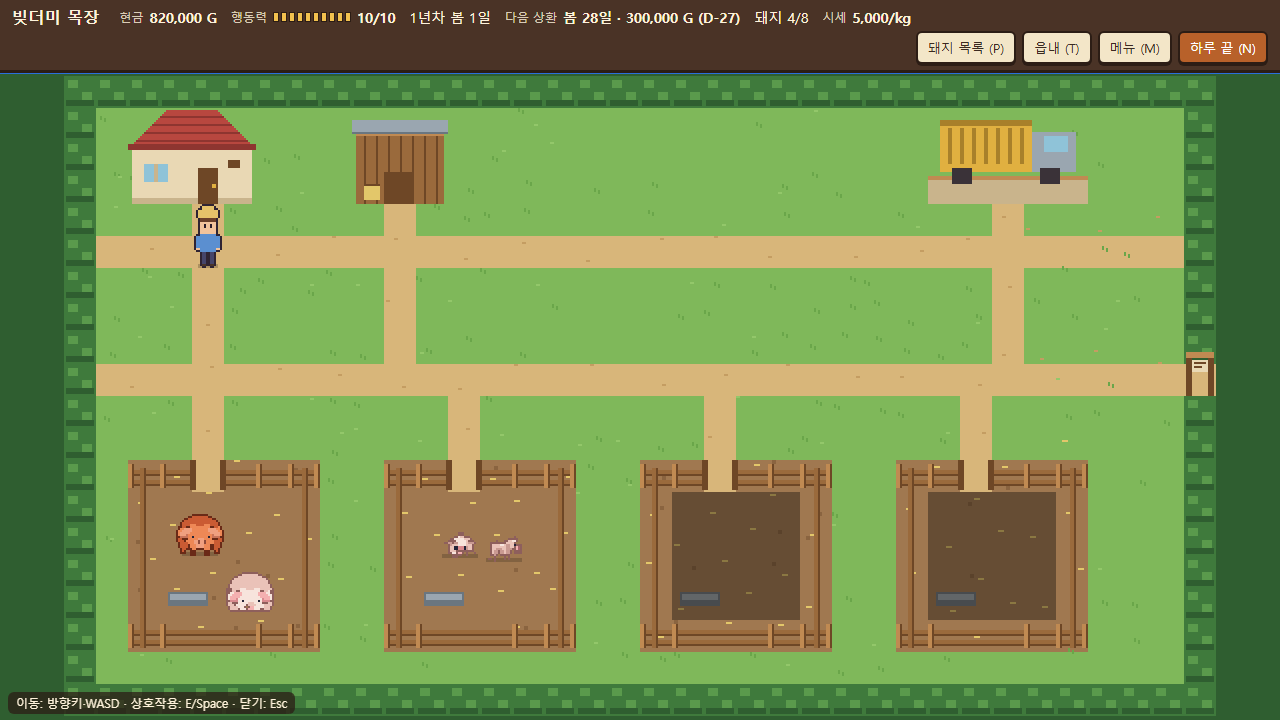 빚더미 목장 현금 820,000 G 행동력 10/10 1년차 봄 1일 다음 상환 봄 28일 · 300,000 G (D-27) 돼지 4/8 시세 5,000/kg
돼지 목록 (P) 읍내 (T) 메뉴 (M) 하루 끝 (N)
이동: 방향키·WASD · 상호작용: E/Space · 닫기: Esc